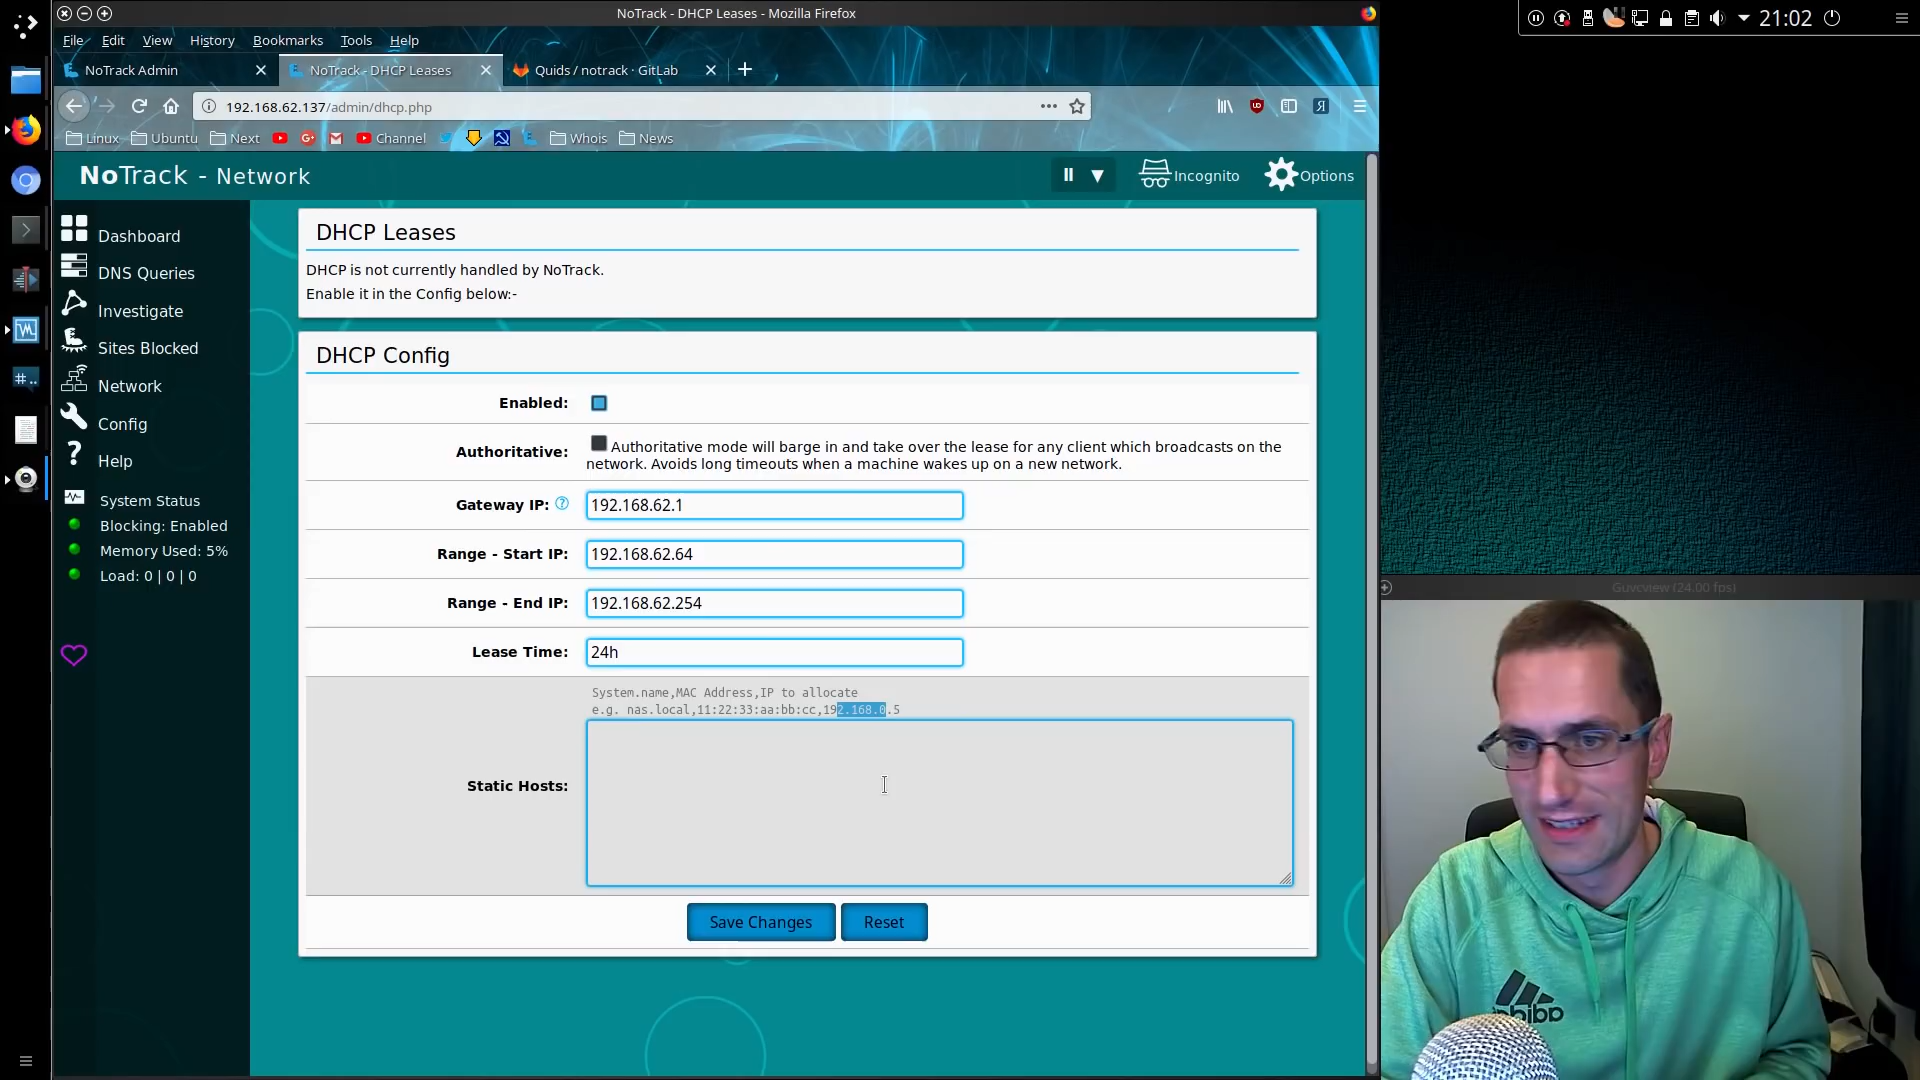 NoTrack - DHCP Leases - Mozilla Firefox
21:02
File Edit View History Bookmarks Tools Help
NoTrack Admin
NoTrack - DHCP Leases
Quids / notrack · GitLab
192.168.62.137/admin/dhcp.php
Linux Ubuntu Next Channel Whois News
NoTrack - Network
Incognito
Options
Dashboard
DNS Queries
Investigate
Sites Blocked
Network
Config
Help
System Status
Blocking: Enabled
Memory Used: 5%
Load: 0 | 0 | 0
DHCP Leases
DHCP is not currently handled by NoTrack.
Enable it in the Config below:-
DHCP Config
Enabled:
Authoritative: Authoritative mode will barge in and take over the lease for any client which broadcasts on the
network. Avoids long timeouts when a machine wakes up on a new network.
Gateway IP: 192.168.62.1
Range - Start IP: 192.168.62.64
Range - End IP: 192.168.62.254
Lease Time: 24h
System.name,MAC Address,IP to allocate
e.g. nas.local,11:22:33:aa:bb:cc,192.168.0.5
Static Hosts:
Save Changes
Reset
Guvcview (24.00 fps)
adidas